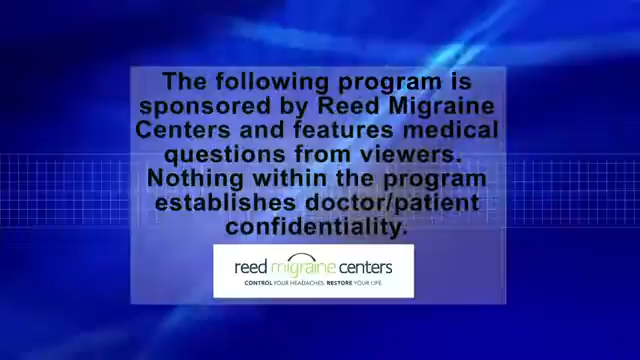 The following program is
sponsored by Reed Migraine
Centers and features medical
questions from viewers.
Nothing within the program
establishes doctor/patient
confidentiality.
reed migraine centers
CONTROL YOUR HEADACHES. RESTORE YOUR LIFE.